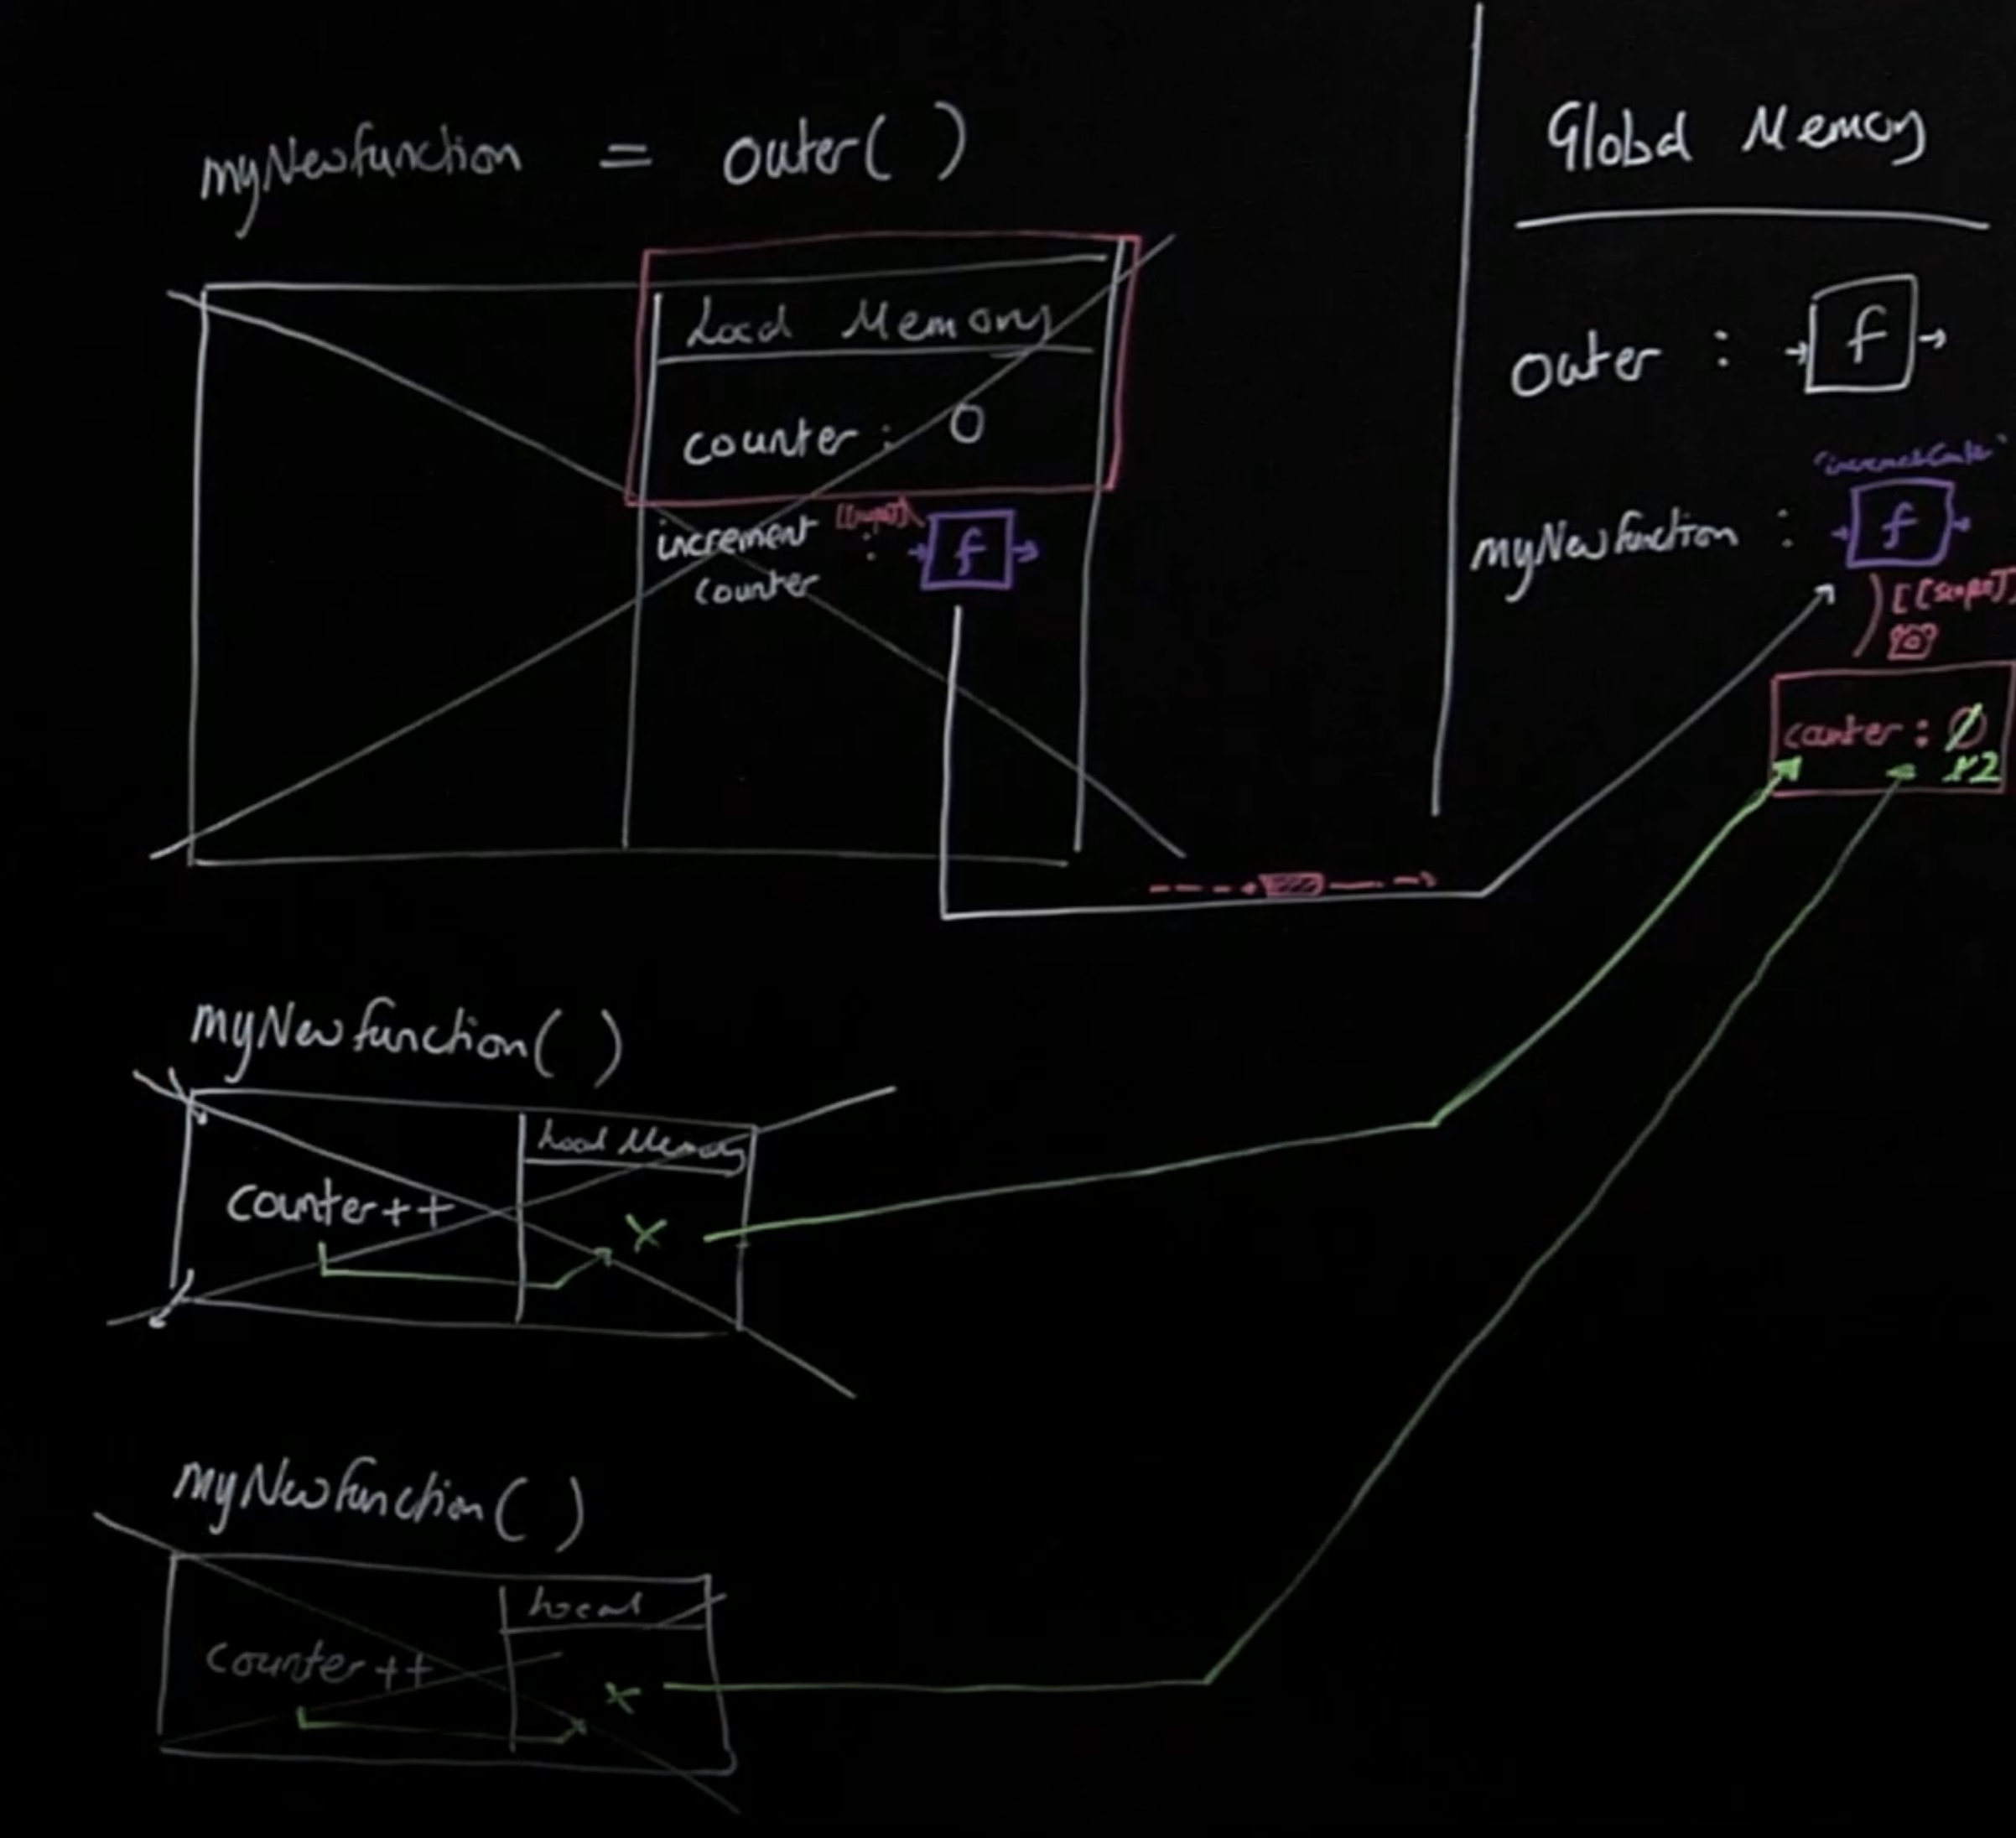 myNewfunction = outer( )
Local Memory
counter : 0
increment [[scope]] : f
counter
Global Memory
outer : f
"incrementCounter"
myNewfunction : f
[[scope]]
counter : 0
1 2
myNewfunction( )
Local Memory
counter++
x
myNewfunction( )
Local
counter++
x